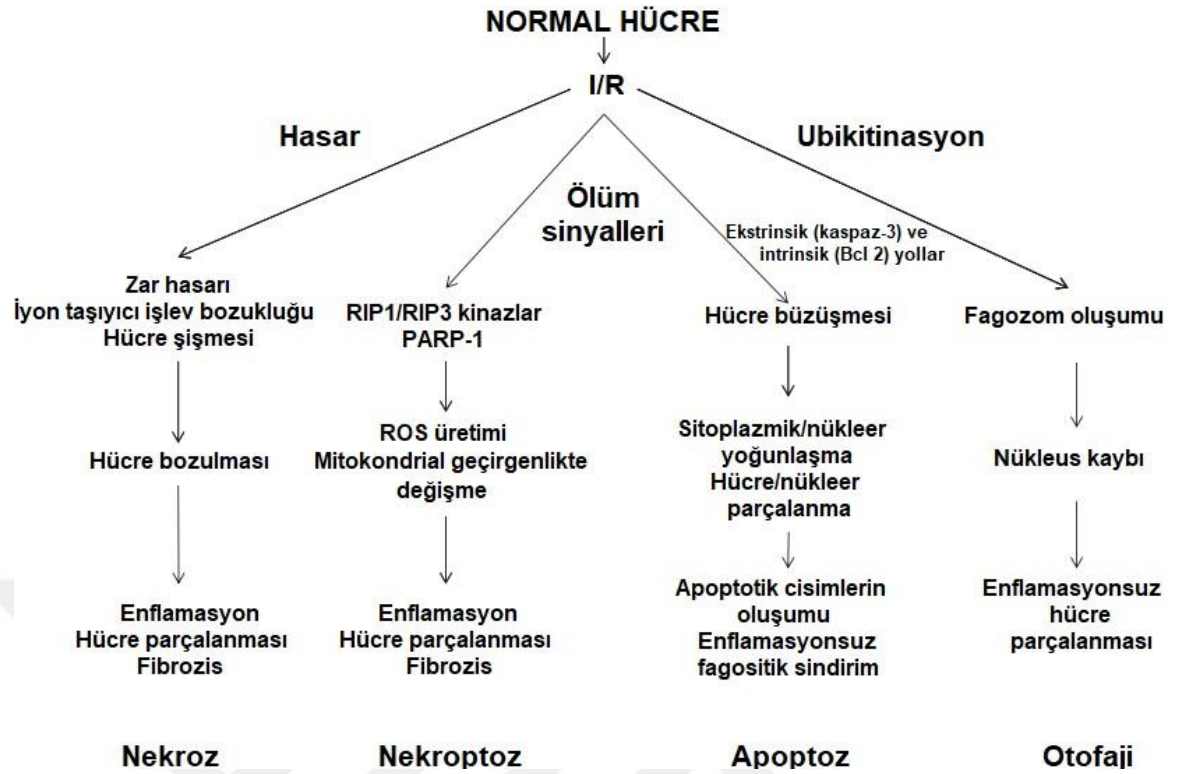 NORMAL HÜCRE
I/R
Hasar
Ubikitinasyon
Ölüm
sinyalleri
Ekstrinsik (kaspaz-3) ve
intrinsik (Bcl 2) yollar
Zar hasarı
İyon taşıyıcı işlev bozukluğu
Hücre şişmesi
RIP1/RIP3 kinazlar
PARP-1
Hücre büzüşmesi
Fagozom oluşumu
Hücre bozulması
ROS üretimi
Mitokondrial geçirgenlikte
değişme
Sitoplazmik/nükleer
yoğunlaşma
Hücre/nükleer
parçalanma
Nükleus kaybı
Enflamasyon
Hücre parçalanması
Fibrozis
Enflamasyon
Hücre parçalanması
Fibrozis
Apoptotik cisimlerin
oluşumu
Enflamasyonsuz
fagositik sindirim
Enflamasyonsuz
hücre
parçalanması
Nekroz
Nekroptoz
Apoptoz
Otofaji